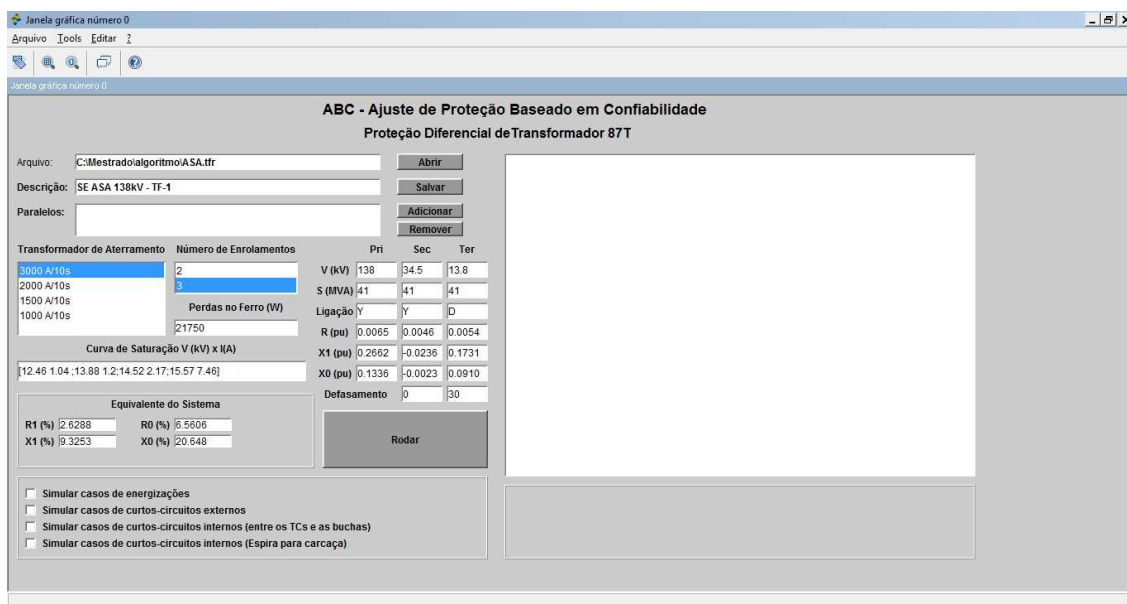 Janela gráfica número 0
Arquivo Tools Editar ?
Janela gráfica número 0
ABC - Ajuste de Proteção Baseado em Confiabilidade
Proteção Diferencial deTransformador 87T
Arquivo: C:\Mestrado\algoritmo\ASA.tfr Abrir
Descrição: SE ASA 138kV - TF-1 Salvar
Paralelos: Adicionar
Remover
Transformador de Aterramento Número de Enrolamentos Pri Sec Ter
3000 A/10s 2 V (kV) 138 34.5 13.8
2000 A/10s 3 S (MVA) 41 41 41
1500 A/10s Perdas no Ferro (W) Ligação Y Y D
1000 A/10s 21750 R (pu) 0.0065 0.0046 0.0054
Curva de Saturação V (kV) x I(A) X1 (pu) 0.2662 -0.0236 0.1731
[12.46 1.04 ;13.88 1.2;14.52 2.17;15.57 7.46] X0 (pu) 0.1336 -0.0023 0.0910
Defasamento 0 30
Equivalente do Sistema
R1 (%) 2.6288 R0 (%) 6.5606
X1 (%) 9.3253 X0 (%) 20.648
Rodar
Simular casos de energizações
Simular casos de curtos-circuitos externos
Simular casos de curtos-circuitos internos (entre os TCs e as buchas)
Simular casos de curtos-circuitos internos (Espira para carcaça)